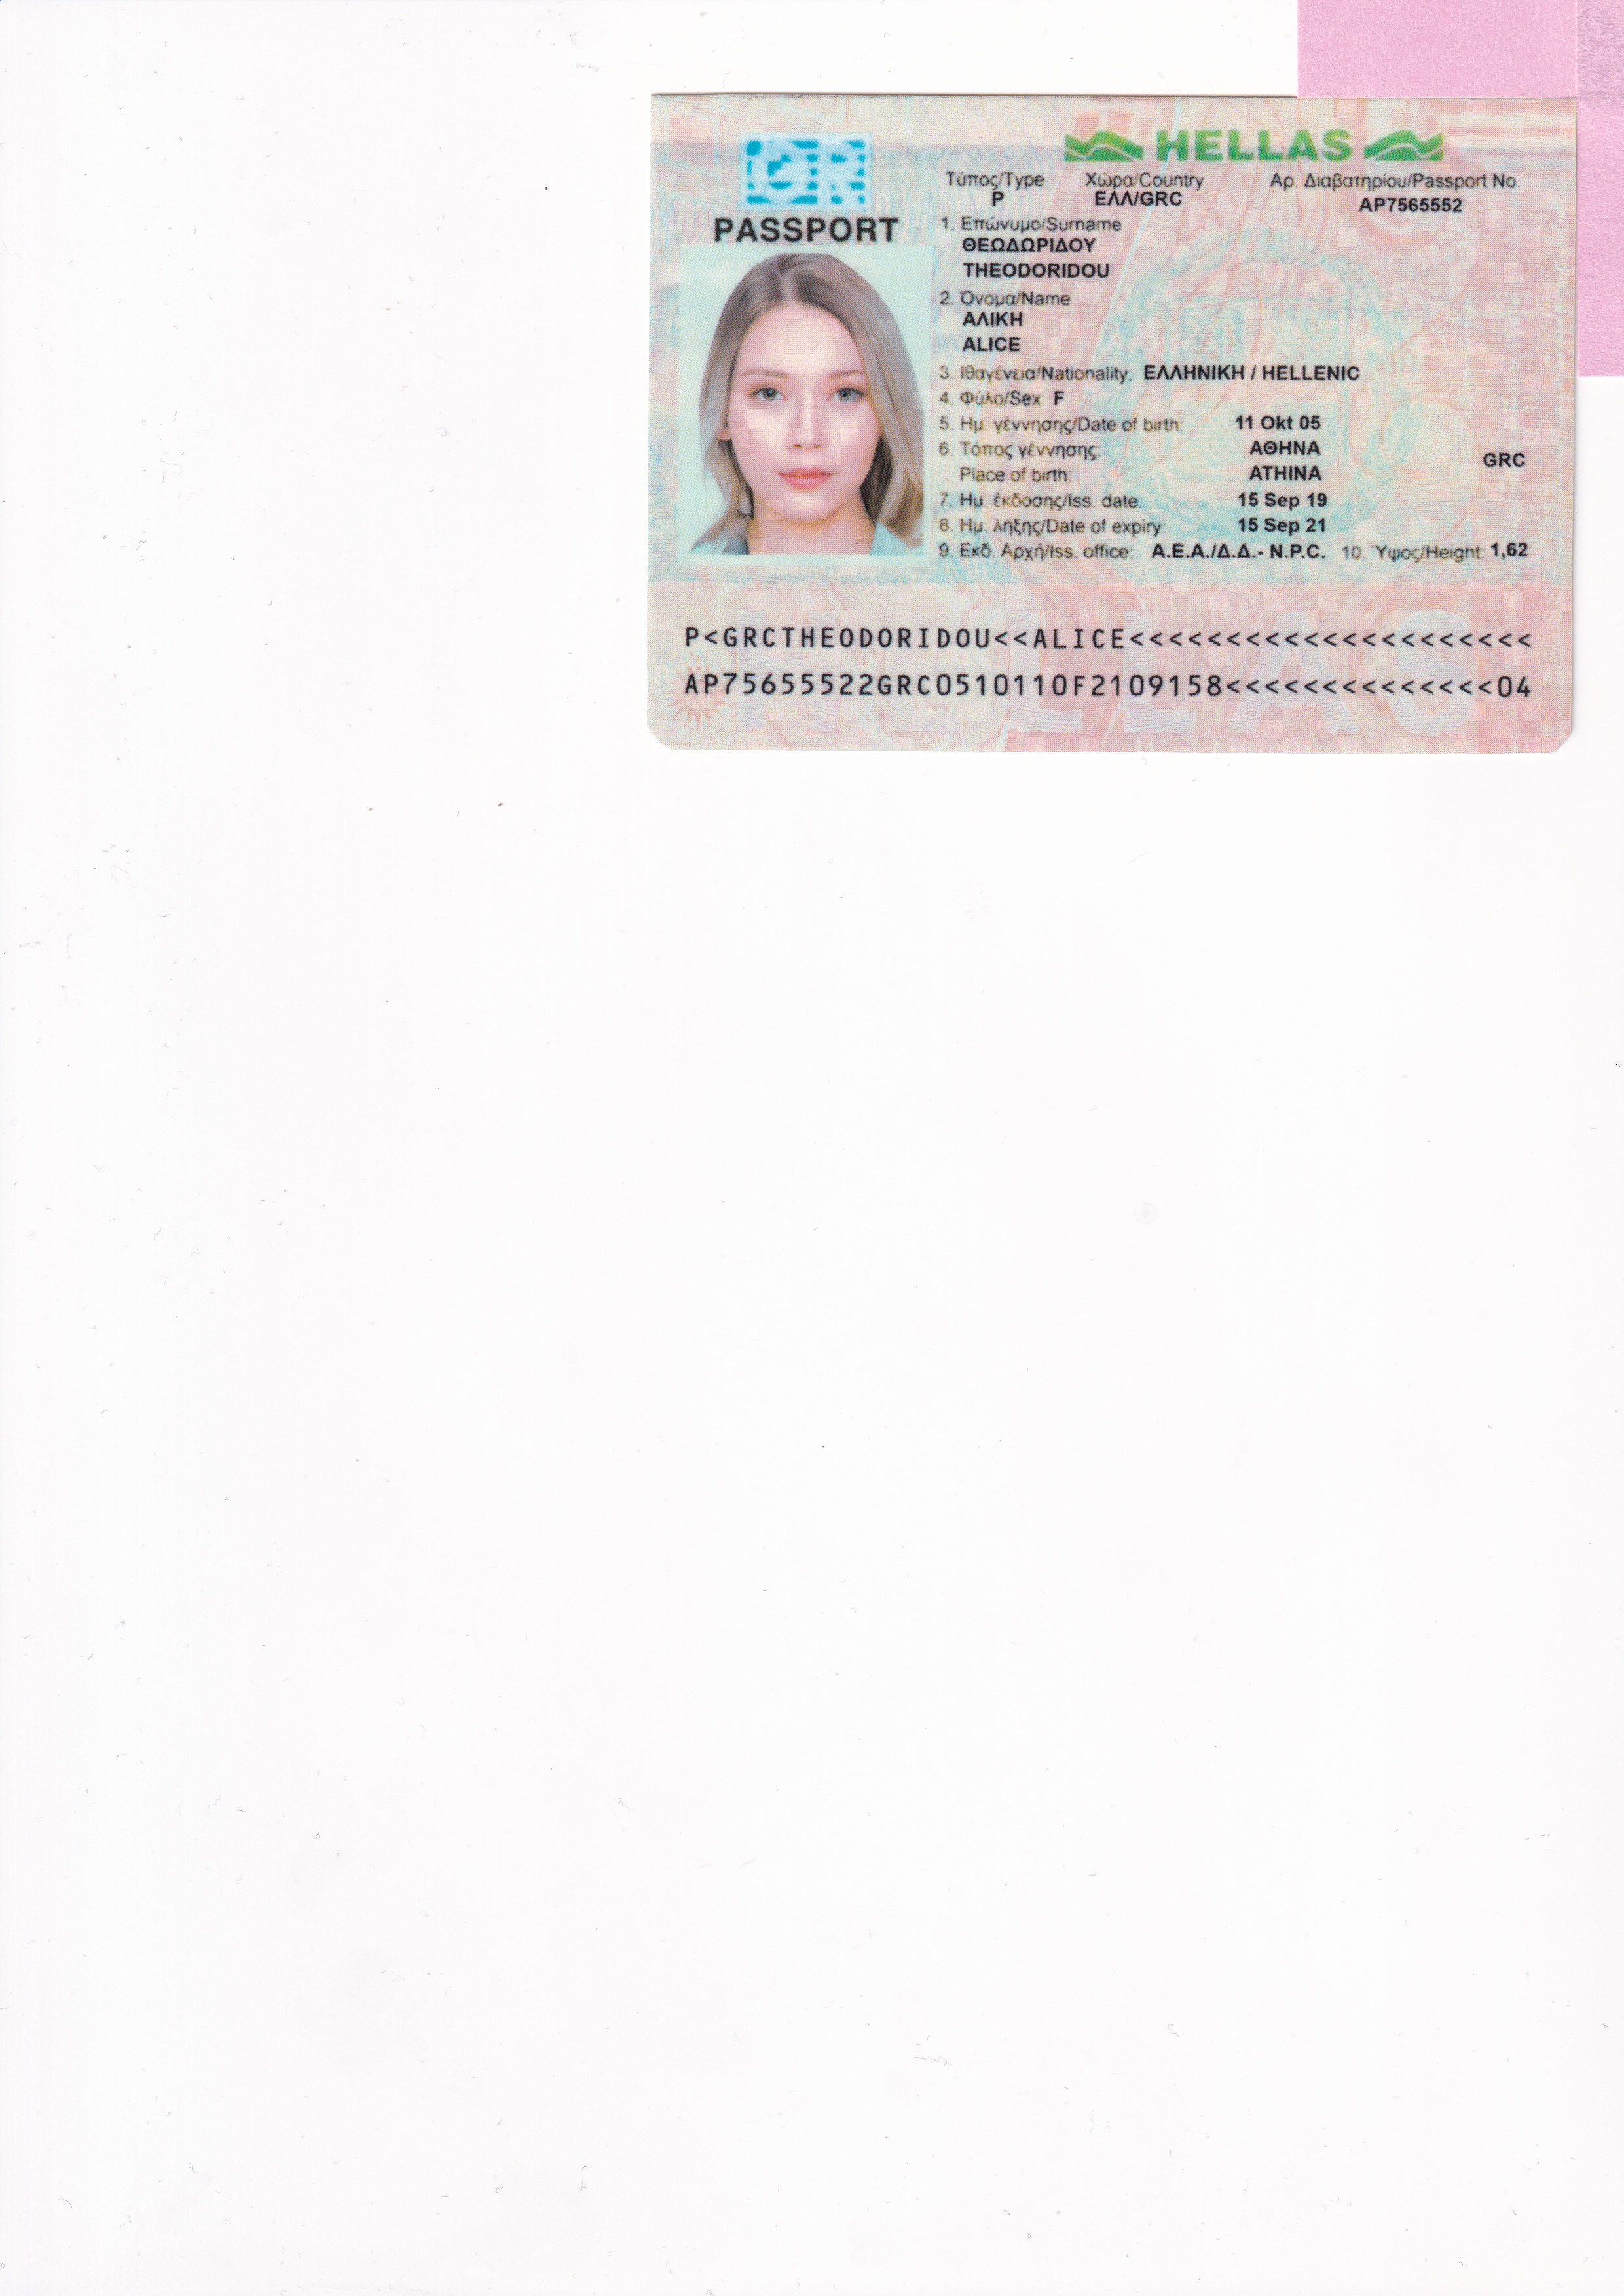 HELLAS
GR
PASSPORT
Τύπος/Type Χώρα/Country Αρ. Διαβατηρίου/Passport No
P ΕΛΛ/GRC AP7565552
1. Επώνυμο/Surname
ΘΕΩΔΩΡΙΔΟΥ
THEODORIDOU
2. Όνομα/Name
ΑΛΙΚΗ
ALICE
3. Ιθαγένεια/Nationality: ΕΛΛΗΝΙΚΗ / HELLENIC
4. Φύλο/Sex F
5. Ημ. γέννησης/Date of birth: 11 Okt 05
6. Τόπος γέννησης: ΑΘΗΝΑ
GRC
Place of birth: ATHINA
7. Ημ. έκδοσης/Iss. date: 15 Sep 19
8. Ημ. λήξης/Date of expiry: 15 Sep 21
9. Εκδ. Αρχή/Iss. office: Α.Ε.Α./Δ.Δ.- N.P.C. 10. Ύψος/Height: 1,62
P<GRCTHEODORIDOU<<ALICE<<<<<<<<<<<<<<<<<<<<<
AP75655522GRC0510110F2109158<<<<<<<<<<<<<<04
HELLAS